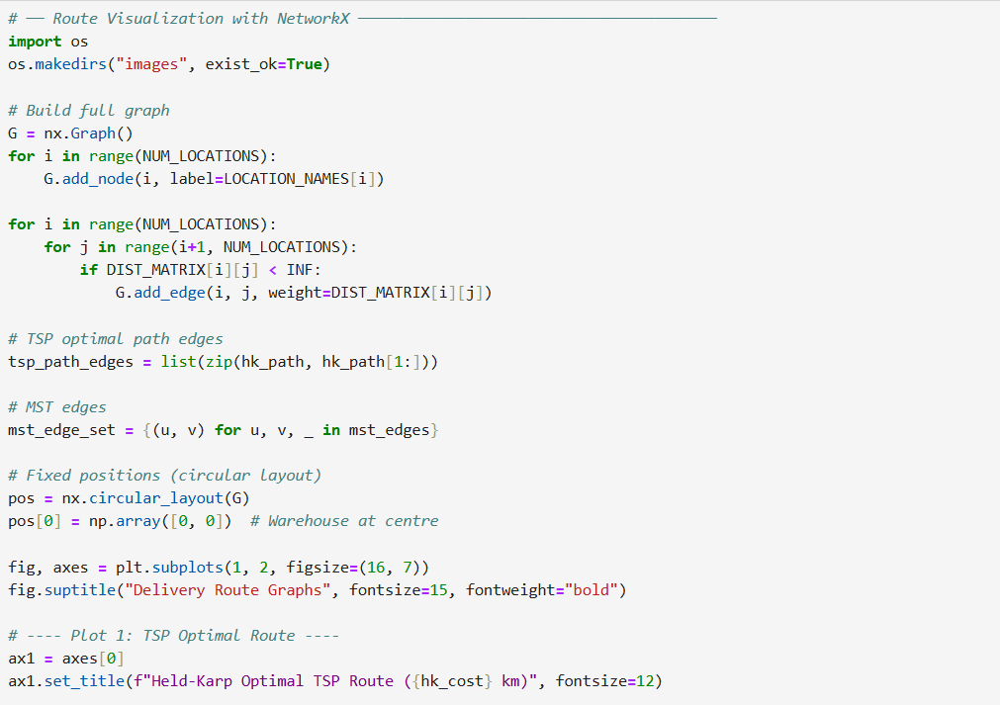 # ── Route Visualization with NetworkX ────────────────────────────────────────
import os
os.makedirs("images", exist_ok=True)

# Build full graph
G = nx.Graph()
for i in range(NUM_LOCATIONS):
    G.add_node(i, label=LOCATION_NAMES[i])

for i in range(NUM_LOCATIONS):
    for j in range(i+1, NUM_LOCATIONS):
        if DIST_MATRIX[i][j] < INF:
            G.add_edge(i, j, weight=DIST_MATRIX[i][j])

# TSP optimal path edges
tsp_path_edges = list(zip(hk_path, hk_path[1:]))

# MST edges
mst_edge_set = {(u, v) for u, v, _ in mst_edges}

# Fixed positions (circular layout)
pos = nx.circular_layout(G)
pos[0] = np.array([0, 0])  # Warehouse at centre

fig, axes = plt.subplots(1, 2, figsize=(16, 7))
fig.suptitle("Delivery Route Graphs", fontsize=15, fontweight="bold")

# ---- Plot 1: TSP Optimal Route ----
ax1 = axes[0]
ax1.set_title(f"Held-Karp Optimal TSP Route ({hk_cost} km)", fontsize=12)